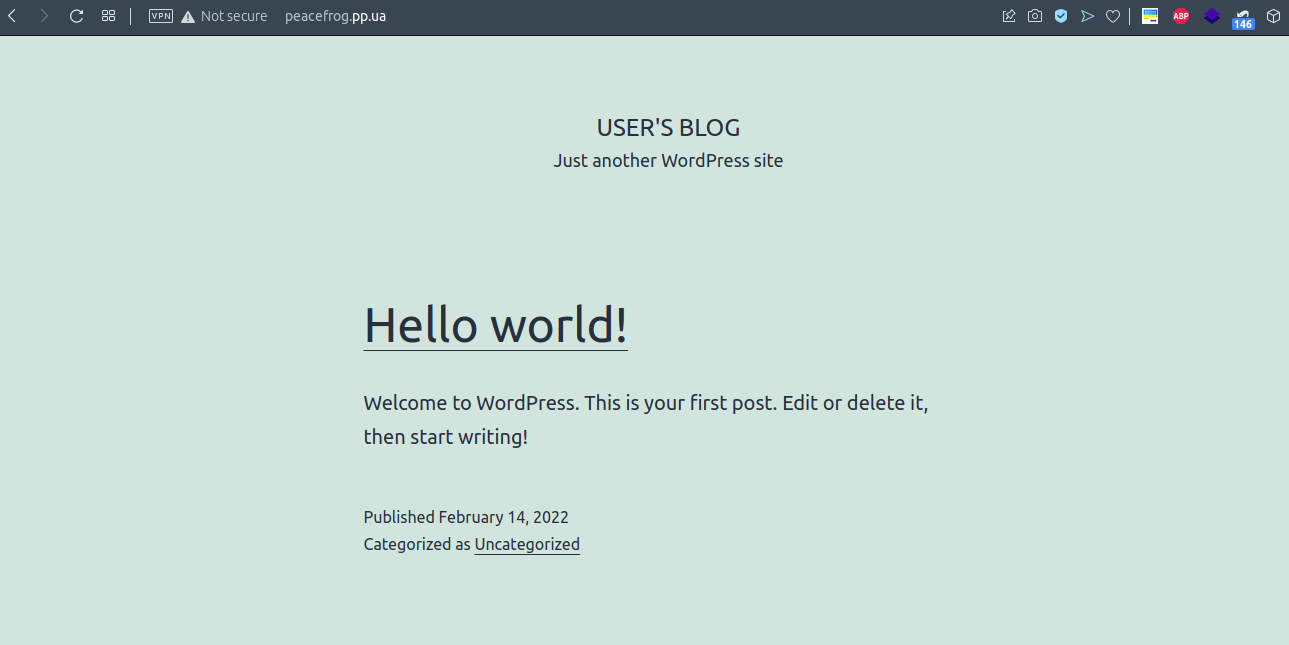 VPN Not secure peacefrog.pp.ua ABP 146
USER'S BLOG
Just another WordPress site
Hello world!
Welcome to WordPress. This is your first post. Edit or delete it,
then start writing!
Published February 14, 2022
Categorized as Uncategorized